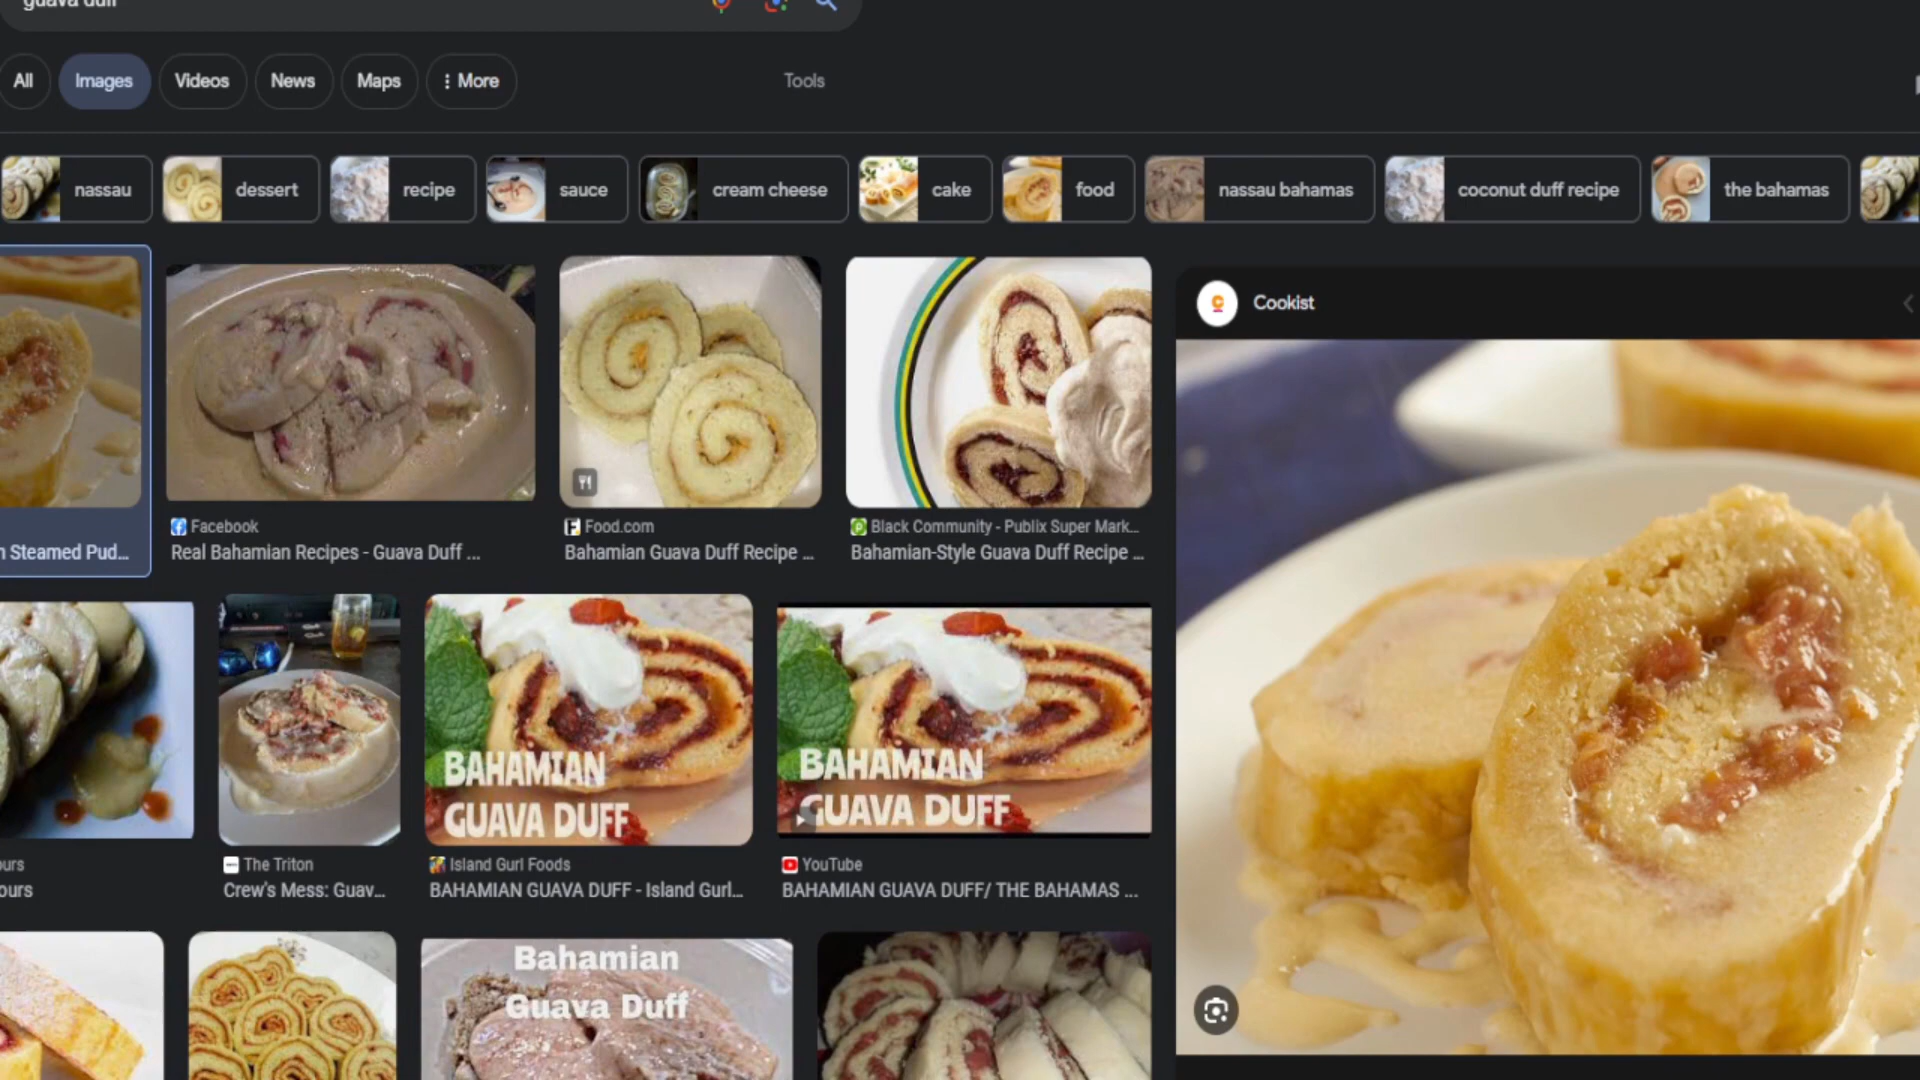 guava duff
All Images Videos News Maps More Tools
nassau dessert recipe sauce cream cheese cake food nassau bahamas coconut duff recipe the bahamas
Cookist
Facebook
Real Bahamian Recipes - Guava Duff ...
Food.com
Bahamian Guava Duff Recipe ...
Black Community - Publix Super Mark...
Bahamian-Style Guava Duff Recipe ...
Steamed Pud...
BAHAMIAN
GUAVA DUFF
BAHAMIAN
GUAVA DUFF
ours
ours
The Triton
Crew's Mess: Guav...
Island Gurl Foods
BAHAMIAN GUAVA DUFF - Island Gurl...
YouTube
BAHAMIAN GUAVA DUFF/ THE BAHAMAS ...
Bahamian
Guava Duff